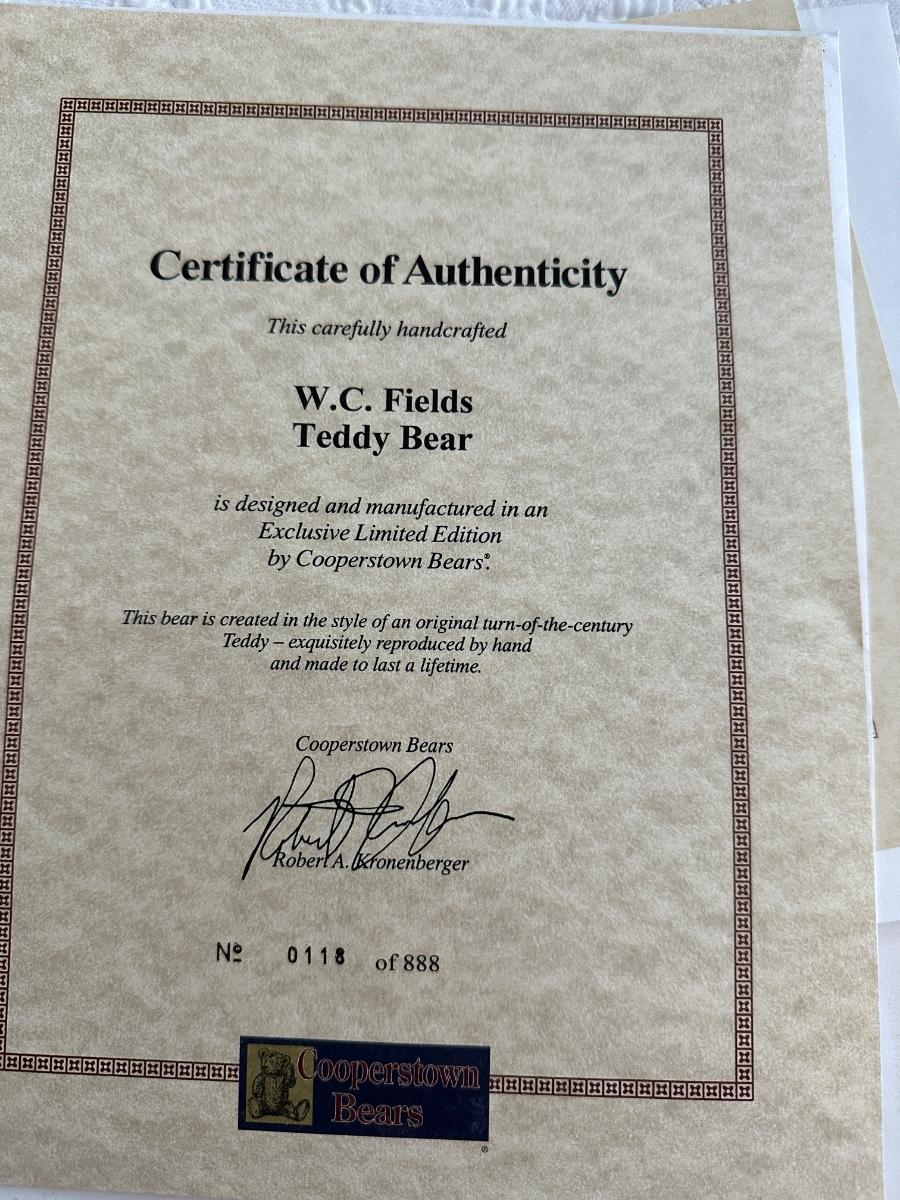 Certificate of Authenticity
This carefully handcrafted
W.C. Fields
Teddy Bear
is designed and manufactured in an
Exclusive Limited Edition
by Cooperstown Bears®.
This bear is created in the style of an original turn-of-the-century
Teddy – exquisitely reproduced by hand
and made to last a lifetime.
Cooperstown Bears
Robert A. Kronenberger
Nº 0118 of 888
Cooperstown
Bears
®